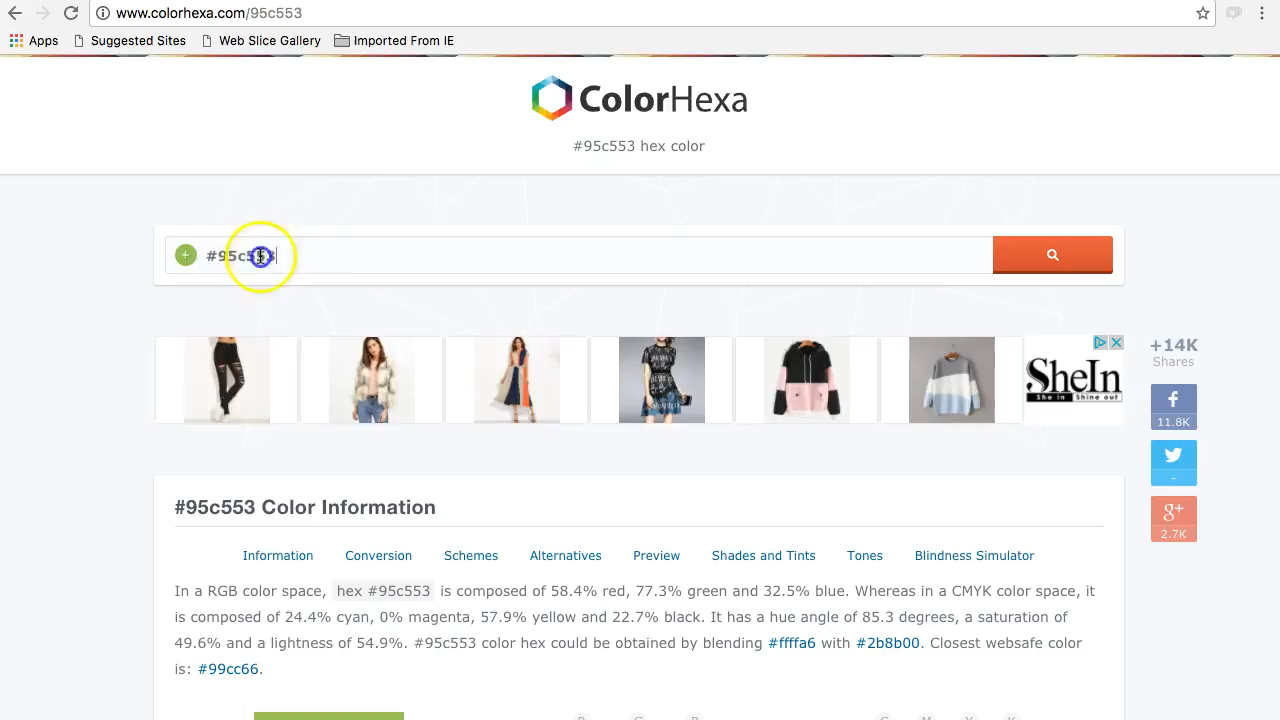 www.colorhexa.com/95c553
Apps Suggested Sites Web Slice Gallery Imported From IE
ColorHexa
#95c553 hex color
#95c553
SheIn
She in Shine out
+14K
Shares
f
11.8K
-
g+
2.7K
#95c553 Color Information
Information Conversion Schemes Alternatives Preview Shades and Tints Tones Blindness Simulator
In a RGB color space, hex #95c553 is composed of 58.4% red, 77.3% green and 32.5% blue. Whereas in a CMYK color space, it
is composed of 24.4% cyan, 0% magenta, 57.9% yellow and 22.7% black. It has a hue angle of 85.3 degrees, a saturation of
49.6% and a lightness of 54.9%. #95c553 color hex could be obtained by blending #ffffa6 with #2b8b00. Closest websafe color
is: #99cc66.